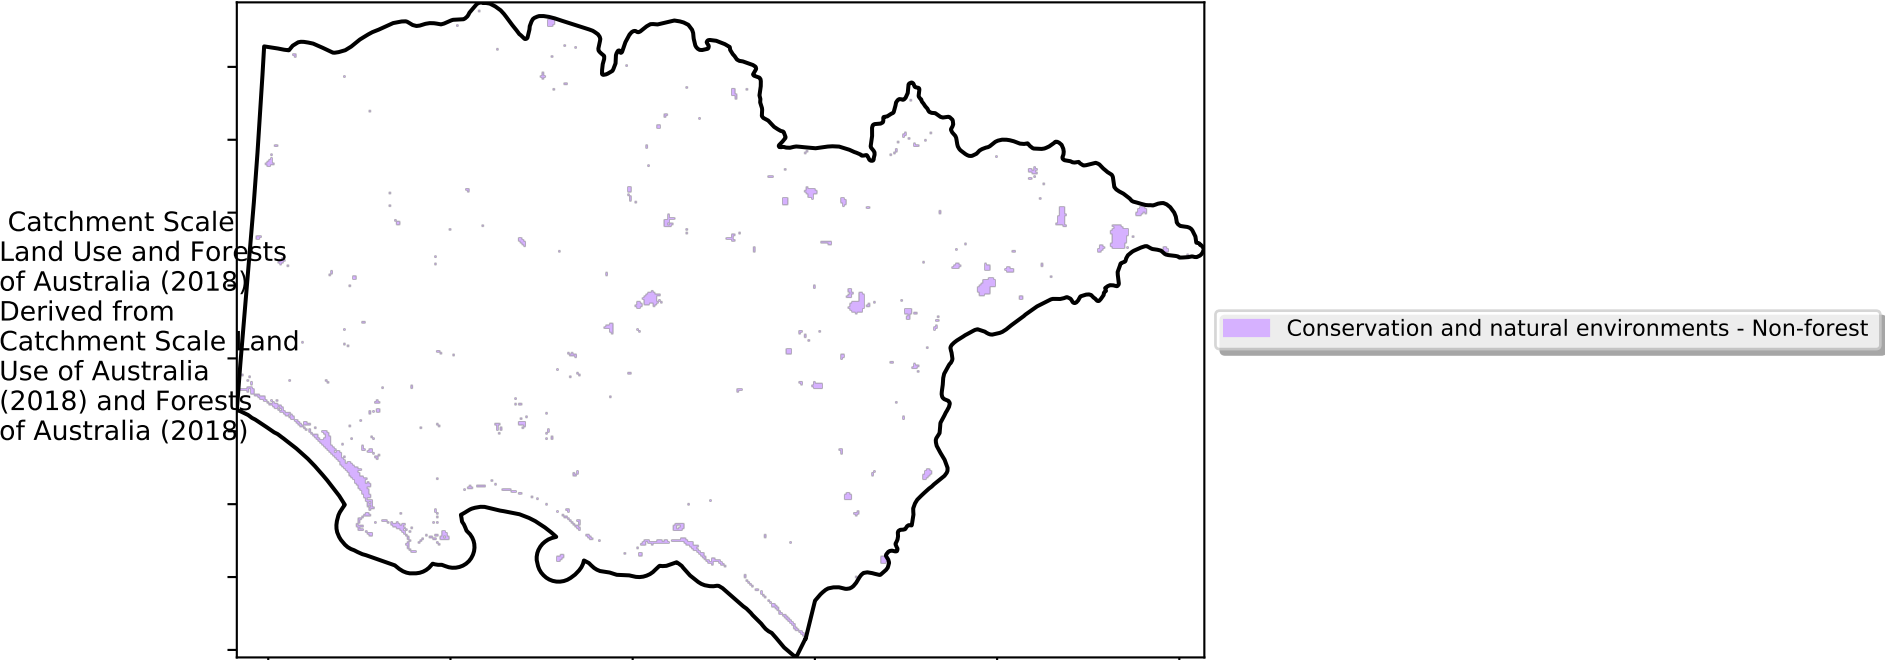 Catchment Scale
Land Use and Forests
of Australia (2018)
Derived from
Catchment Scale Land
Use of Australia
(2018) and Forests
of Australia (2018)
Conservation and natural environments - Non-forest